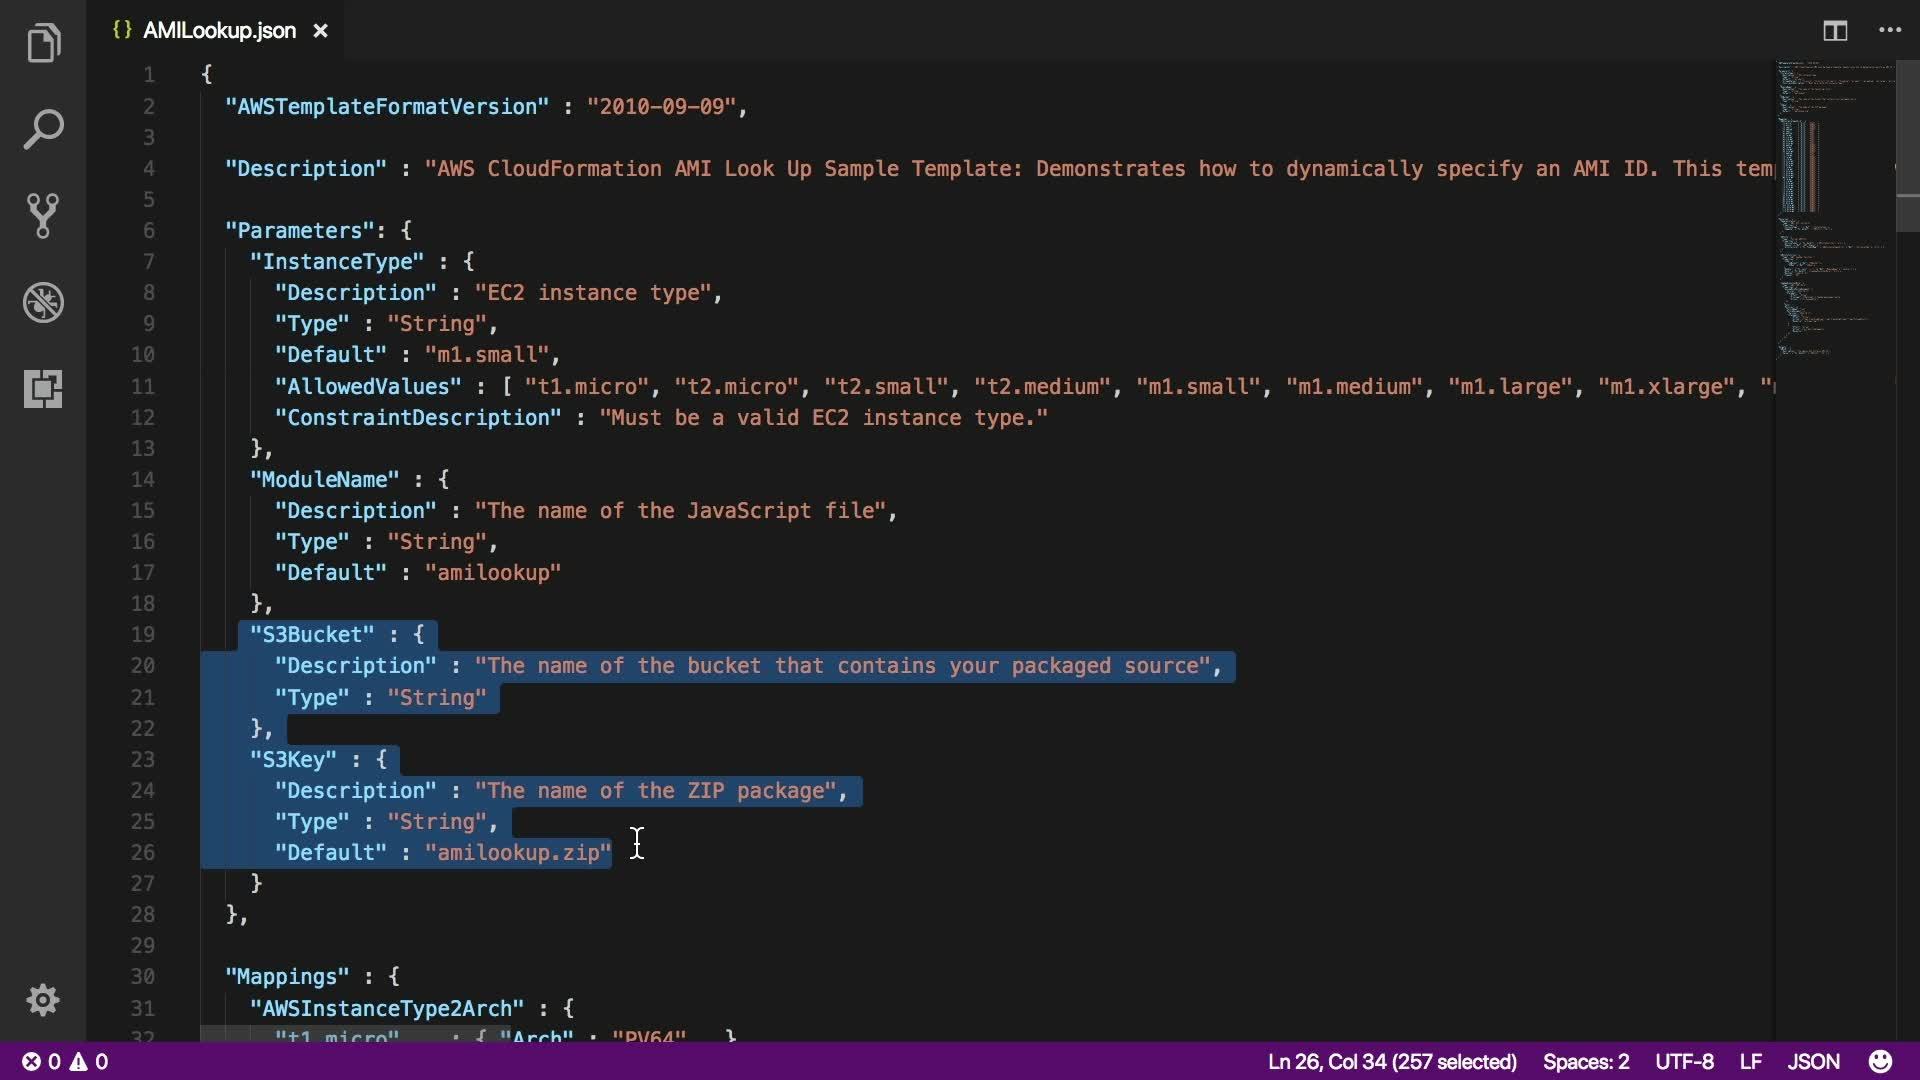 {} AMILookup.json ×
1 {
2 "AWSTemplateFormatVersion" : "2010-09-09",
3
4 "Description" : "AWS CloudFormation AMI Look Up Sample Template: Demonstrates how to dynamically specify an AMI ID. This tem
5
6 "Parameters": {
7 "InstanceType" : {
8 "Description" : "EC2 instance type",
9 "Type" : "String",
10 "Default" : "m1.small",
11 "AllowedValues" : [ "t1.micro", "t2.micro", "t2.small", "t2.medium", "m1.small", "m1.medium", "m1.large", "m1.xlarge", "
12 "ConstraintDescription" : "Must be a valid EC2 instance type."
13 },
14 "ModuleName" : {
15 "Description" : "The name of the JavaScript file",
16 "Type" : "String",
17 "Default" : "amilookup"
18 },
19 "S3Bucket" : {
20 "Description" : "The name of the bucket that contains your packaged source",
21 "Type" : "String"
22 },
23 "S3Key" : {
24 "Description" : "The name of the ZIP package",
25 "Type" : "String",
26 "Default" : "amilookup.zip"
27 }
28 },
29
30 "Mappings" : {
31 "AWSInstanceType2Arch" : {
32 "t1.micro" : { "Arch" : "PV64" }
0 0 Ln 26, Col 34 (257 selected) Spaces: 2 UTF-8 LF JSON